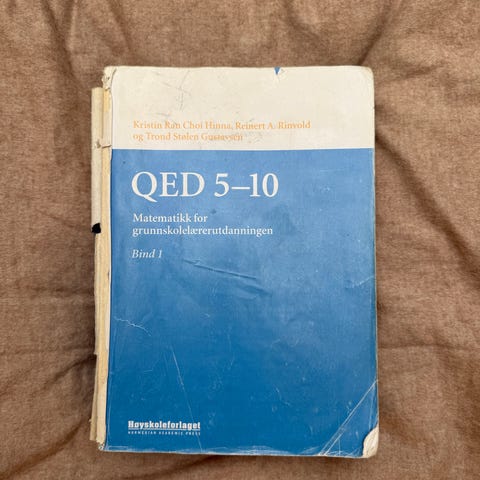 Kristin Ran Choi Hinna, Reinert A. Rinvold
og Trond Stølen Gustavsen
QED 5–10
Matematikk for
grunnskolelærerutdanningen
Bind 1
Høyskoleforlaget
NORWEGIAN ACADEMIC PRESS